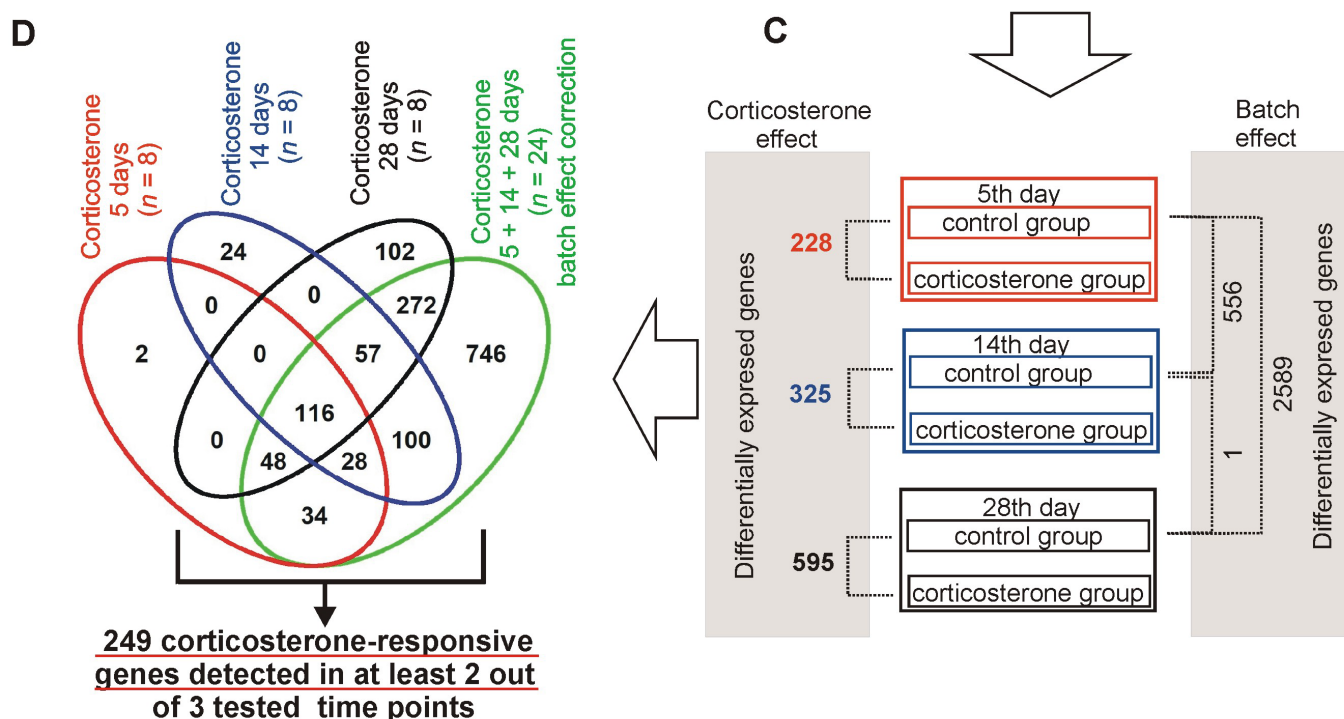 D
Corticosterone
5 days
(n = 8)
Corticosterone
14 days
(n = 8)
Corticosterone
28 days
(n = 8)
Corticosterone
5 + 14 + 28 days
(n = 24)
batch effect correction
24
102
0
0
272
2
0
57
746
116
0
48
28
100
34
249 corticosterone-responsive
genes detected in at least 2 out
of 3 tested time points
C
Corticosterone
effect
Batch
effect
Differentially expresed genes
228
5th day
control group
corticosterone group
325
14th day
control group
corticosterone group
595
28th day
control group
corticosterone group
556
1
2589
Differentially expresed genes